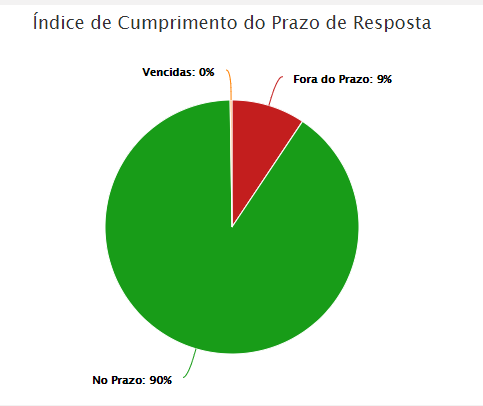 Índice de Cumprimento do Prazo de Resposta
Vencidas: 0%
Fora do Prazo: 9%
No Prazo: 90%